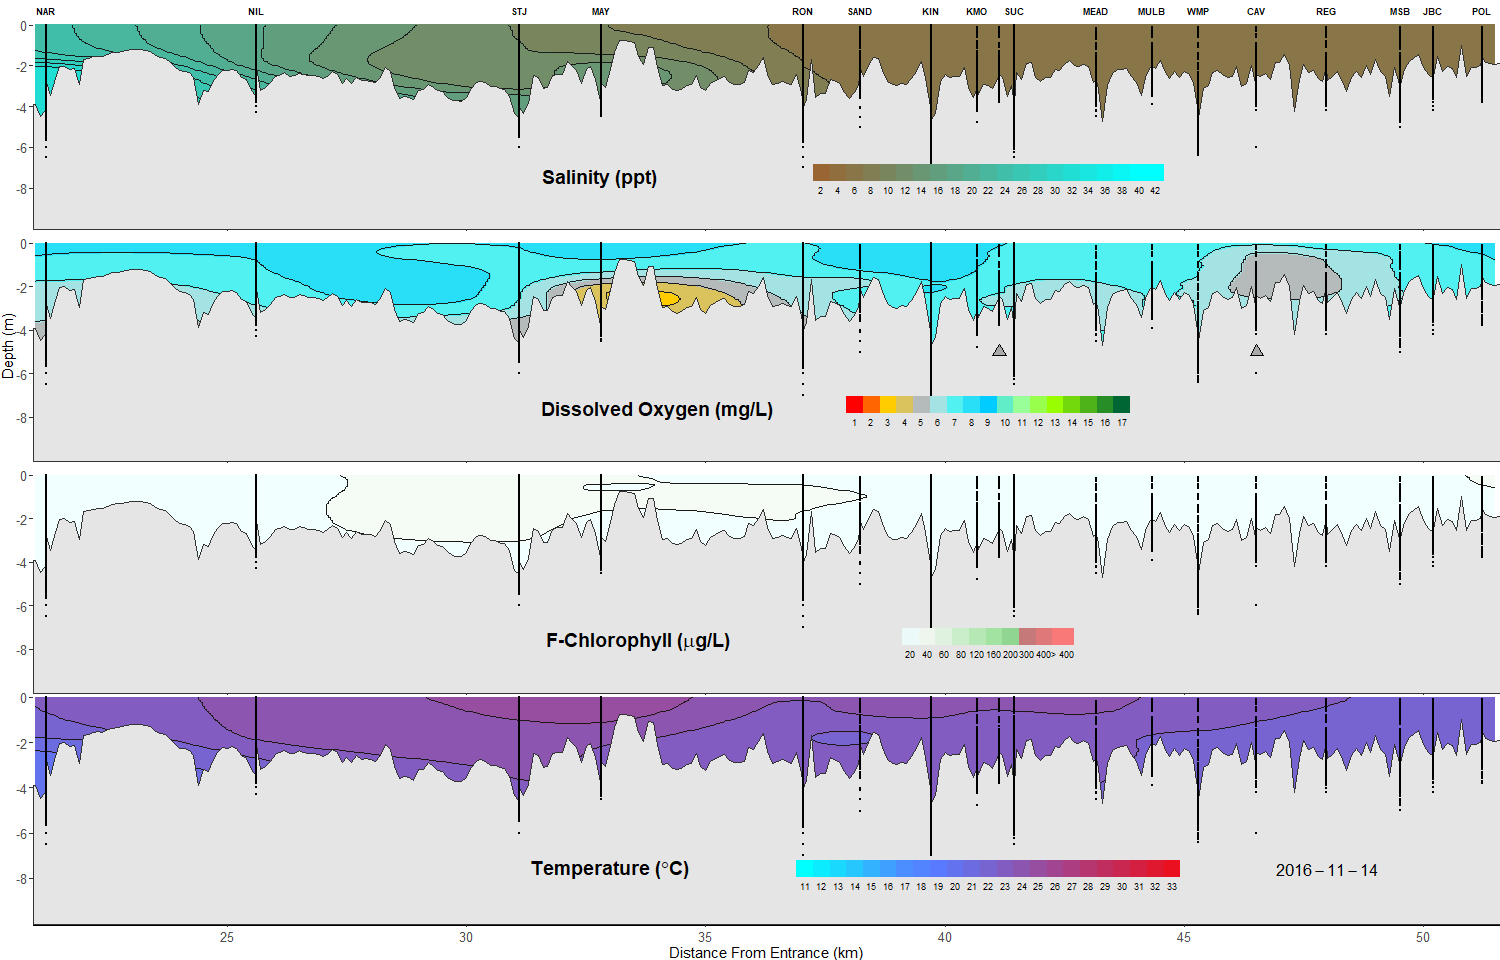 NAR NIL STJ MAY RON SAND KIN KMO SUC MEAD MULB WMP CAV REG MSB JBC POL
0
-2
-4
-6
-8
Salinity (ppt)
2 4 6 8 10 12 14 16 18 20 22 24 26 28 30 32 34 36 38 40 42
0
-2
-4
-6
-8
Depth (m)
Dissolved Oxygen (mg/L)
1 2 3 4 5 6 7 8 9 10 11 12 13 14 15 16 17
0
-2
-4
-6
-8
F-Chlorophyll (μg/L)
20 40 60 80 120 160 200 300 400> 400
0
-2
-4
-6
-8
Temperature (°C)
11 12 13 14 15 16 17 18 19 20 21 22 23 24 25 26 27 28 29 30 31 32 33
2016 – 11 – 14
25 30 35 40 45 50
Distance From Entrance (km)